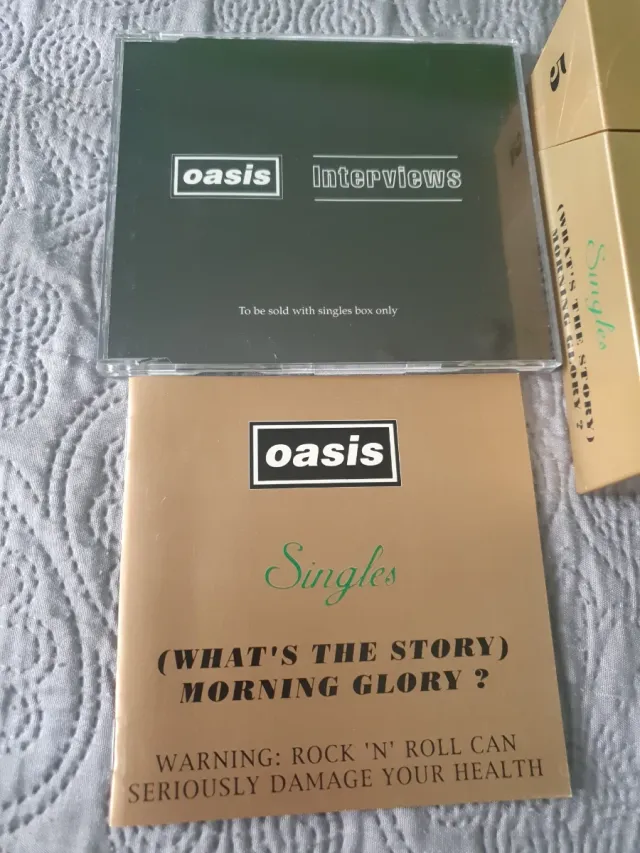 oasis
Interviews
To be sold with singles box only
oasis
Singles
(WHAT'S THE STORY)
MORNING GLORY ?
WARNING: ROCK 'N' ROLL CAN
SERIOUSLY DAMAGE YOUR HEALTH
5
Singles
(WHAT'S THE STORY)
MORNING GLORY ?